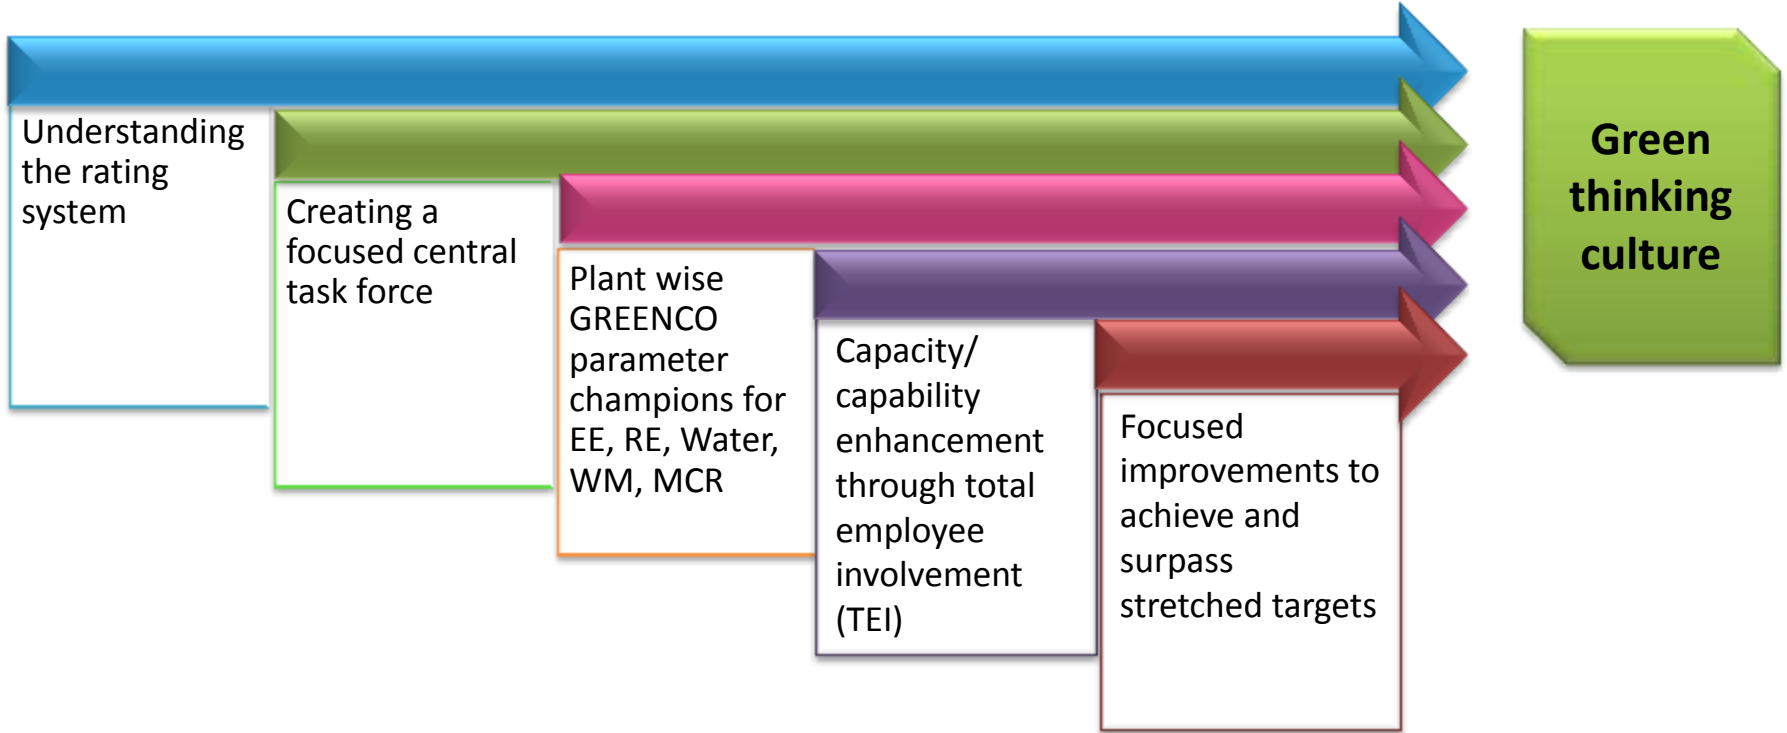 Understanding
the rating
system
Creating a
focused central
task force
Plant wise
GREENCO
parameter
champions for
EE, RE, Water,
WM, MCR
Capacity/
capability
enhancement
through total
employee
involvement
(TEI)
Focused
improvements to
achieve and
surpass
stretched targets
Green
thinking
culture